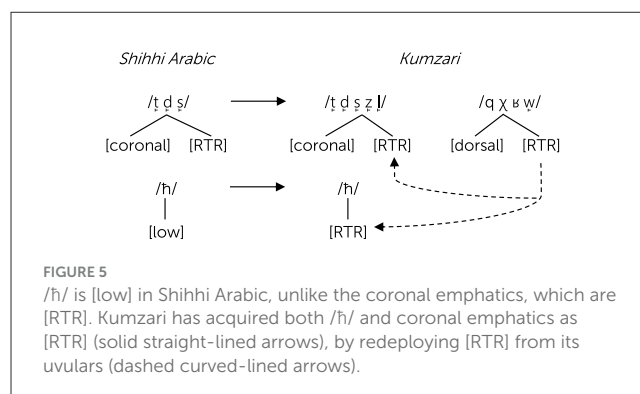 Shihhi Arabic Kumzari
/t̙ d̙ s̙/ /t̙ d̙ s̙ z̙ l̙/ /q χ ʁ w̙/
[coronal] [RTR] [coronal] [RTR] [dorsal] [RTR]
/ħ/ /ħ/
[low] [RTR]
FIGURE 5
/ħ/ is [low] in Shihhi Arabic, unlike the coronal emphatics, which are
[RTR]. Kumzari has acquired both /ħ/ and coronal emphatics as
[RTR] (solid straight-lined arrows), by redeploying [RTR] from its
uvulars (dashed curved-lined arrows).